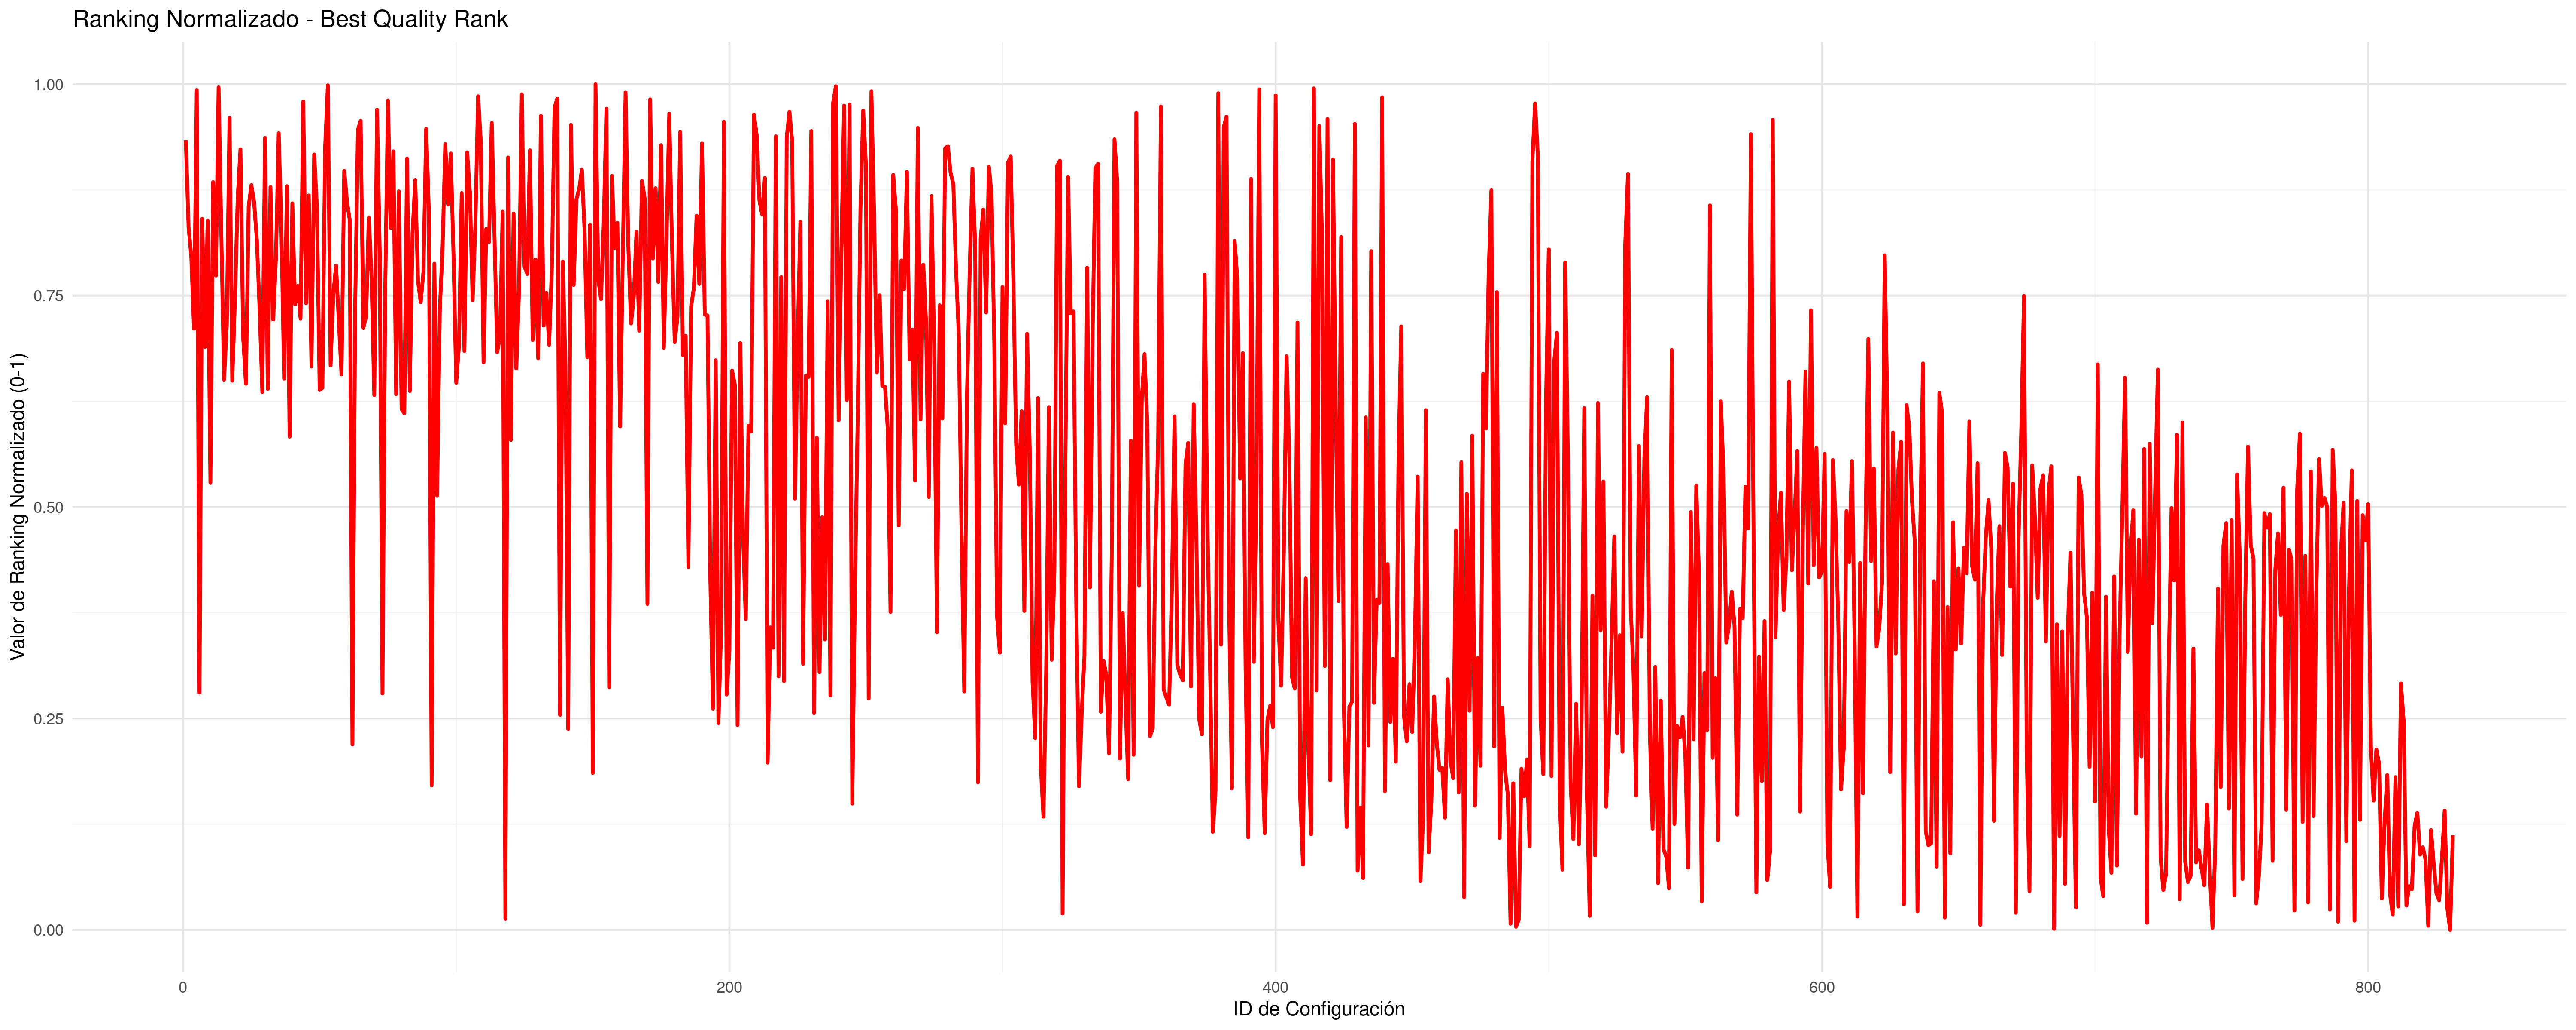 Ranking Normalizado - Best Quality Rank
Valor de Ranking Normalizado (0-1)
1.00
0.75
0.50
0.25
0.00
0 200 400 600 800
ID de Configuración